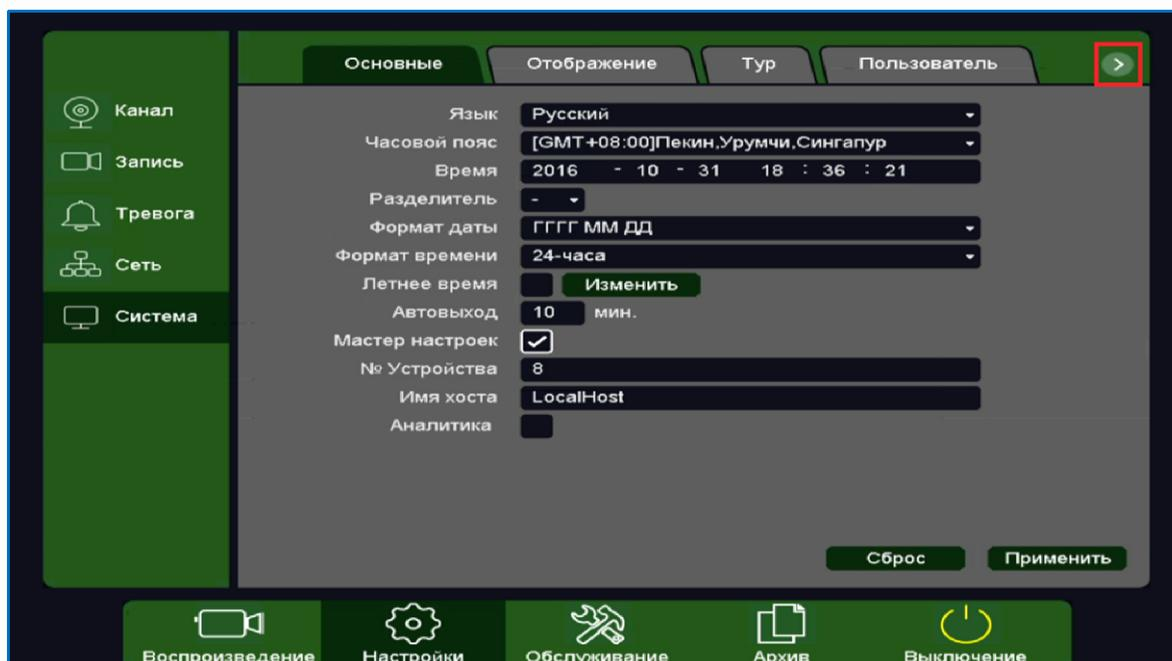 Основные Отображение Тур Пользователь >
Канал
Запись
Тревога
Сеть
Система
Язык Русский
Часовой пояс [GMT+08:00]Пекин,Урумчи,Сингапур
Время 2016 - 10 - 31 18 : 36 : 21
Разделитель -
Формат даты ГГГГ ММ ДД
Формат времени 24-часа
Летнее время Изменить
Автовыход 10 мин.
Мастер настроек
№ Устройства 8
Имя хоста LocalHost
Аналитика
Сброс Применить
Воспроизведение Настройки Обслуживание Архив Выключение